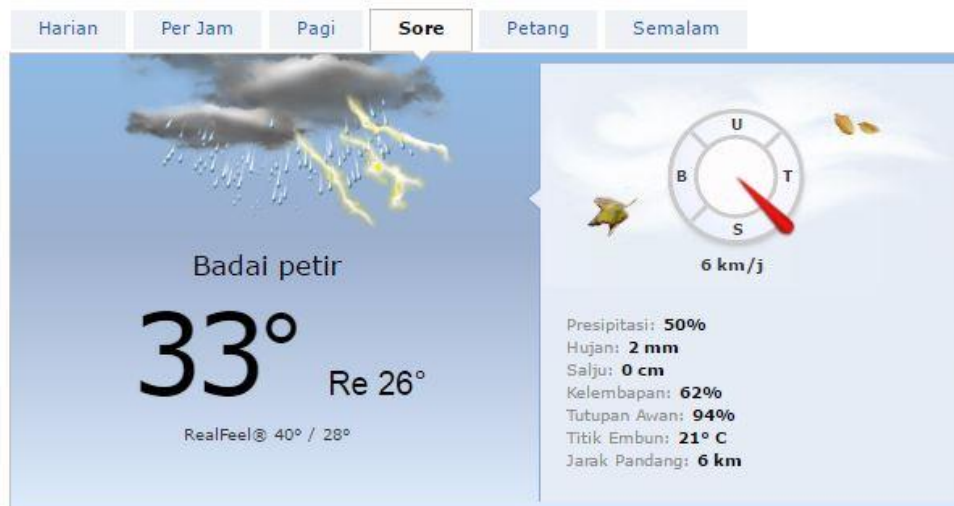 Harian Per Jam Pagi Sore Petang Semalam
U
B T
S
6 km/j
Badai petir
33° Re 26°
RealFeel® 40° / 28°
Presipitasi: 50%
Hujan: 2 mm
Salju: 0 cm
Kelembapan: 62%
Tutupan Awan: 94%
Titik Embun: 21° C
Jarak Pandang: 6 km